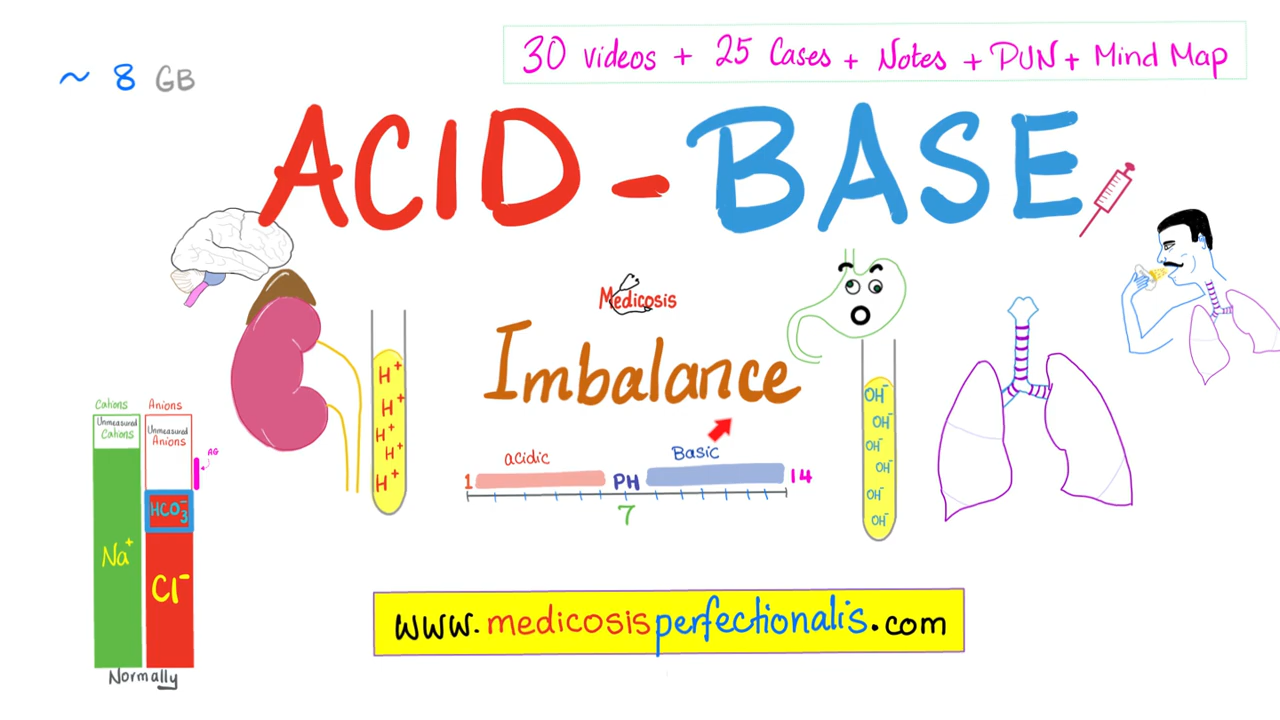 30 videos + 25 Cases + Notes + PUN + Mind Map
~ 8 GB
ACID - BASE
Medicosis
Imbalance
H+
H+
H+
H+
H+
OH-
OH-
OH-
OH-
OH-
OH-
Cations Anions
Unmeasured Cations
Unmeasured Anions
AG
HCO3-
Na+
Cl-
Normally
acidic Basic
1 PH 14
7
www.medicosisperfectionalis.com